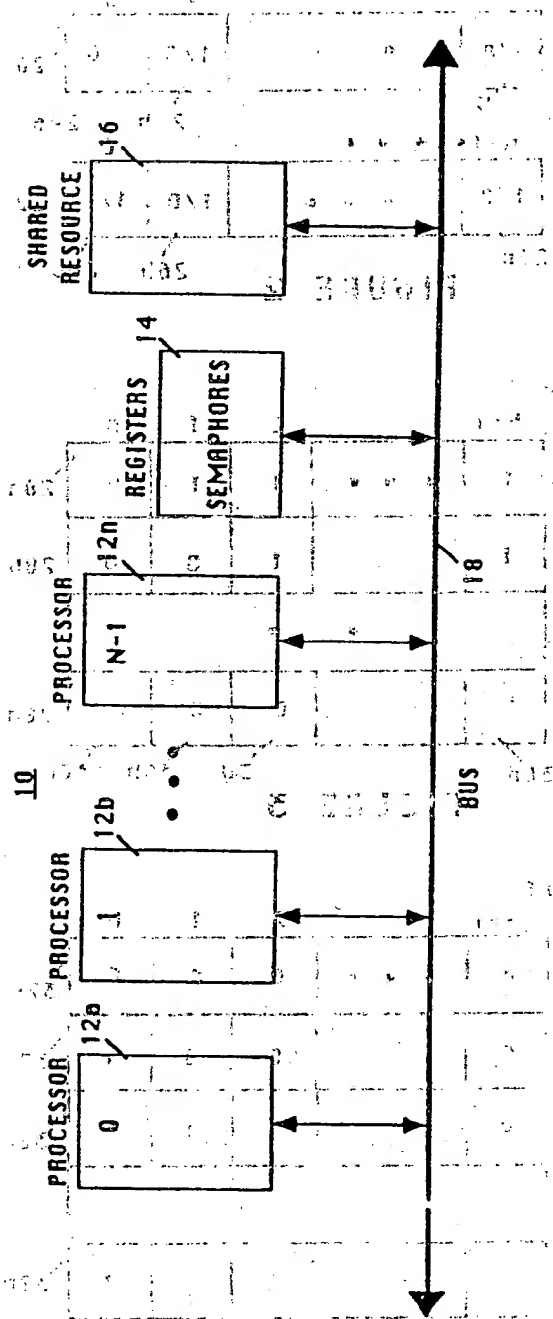 10
PROCESSOR
0
12a
PROCESSOR
1
12b
PROCESSOR
N-1
12n
REGISTERS
SEMAPHORES
14
SHARED
RESOURCE
16
BUS
18